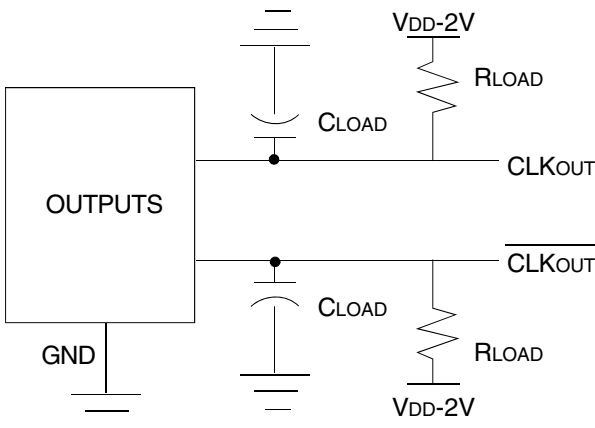 VDD-2V
RLOAD
CLOAD
CLKOUT
OUTPUTS
CLKOUT
CLOAD
GND
RLOAD
VDD-2V